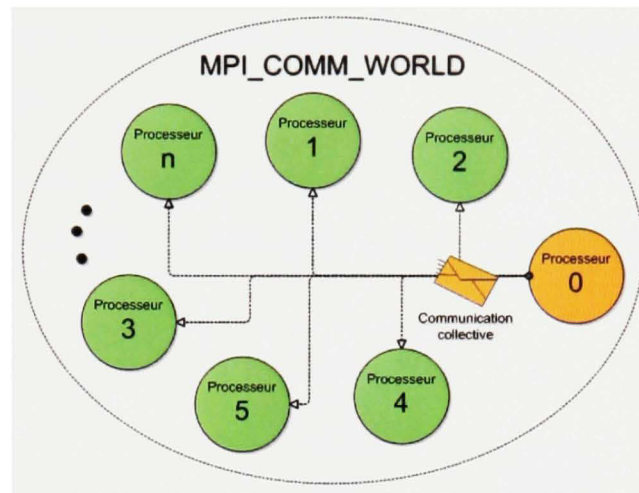 MPI_COMM_WORLD
Processeur
n
Processeur
1
Processeur
2
Processeur
0
Processeur
3
Communication
collective
Processeur
5
Processeur
4